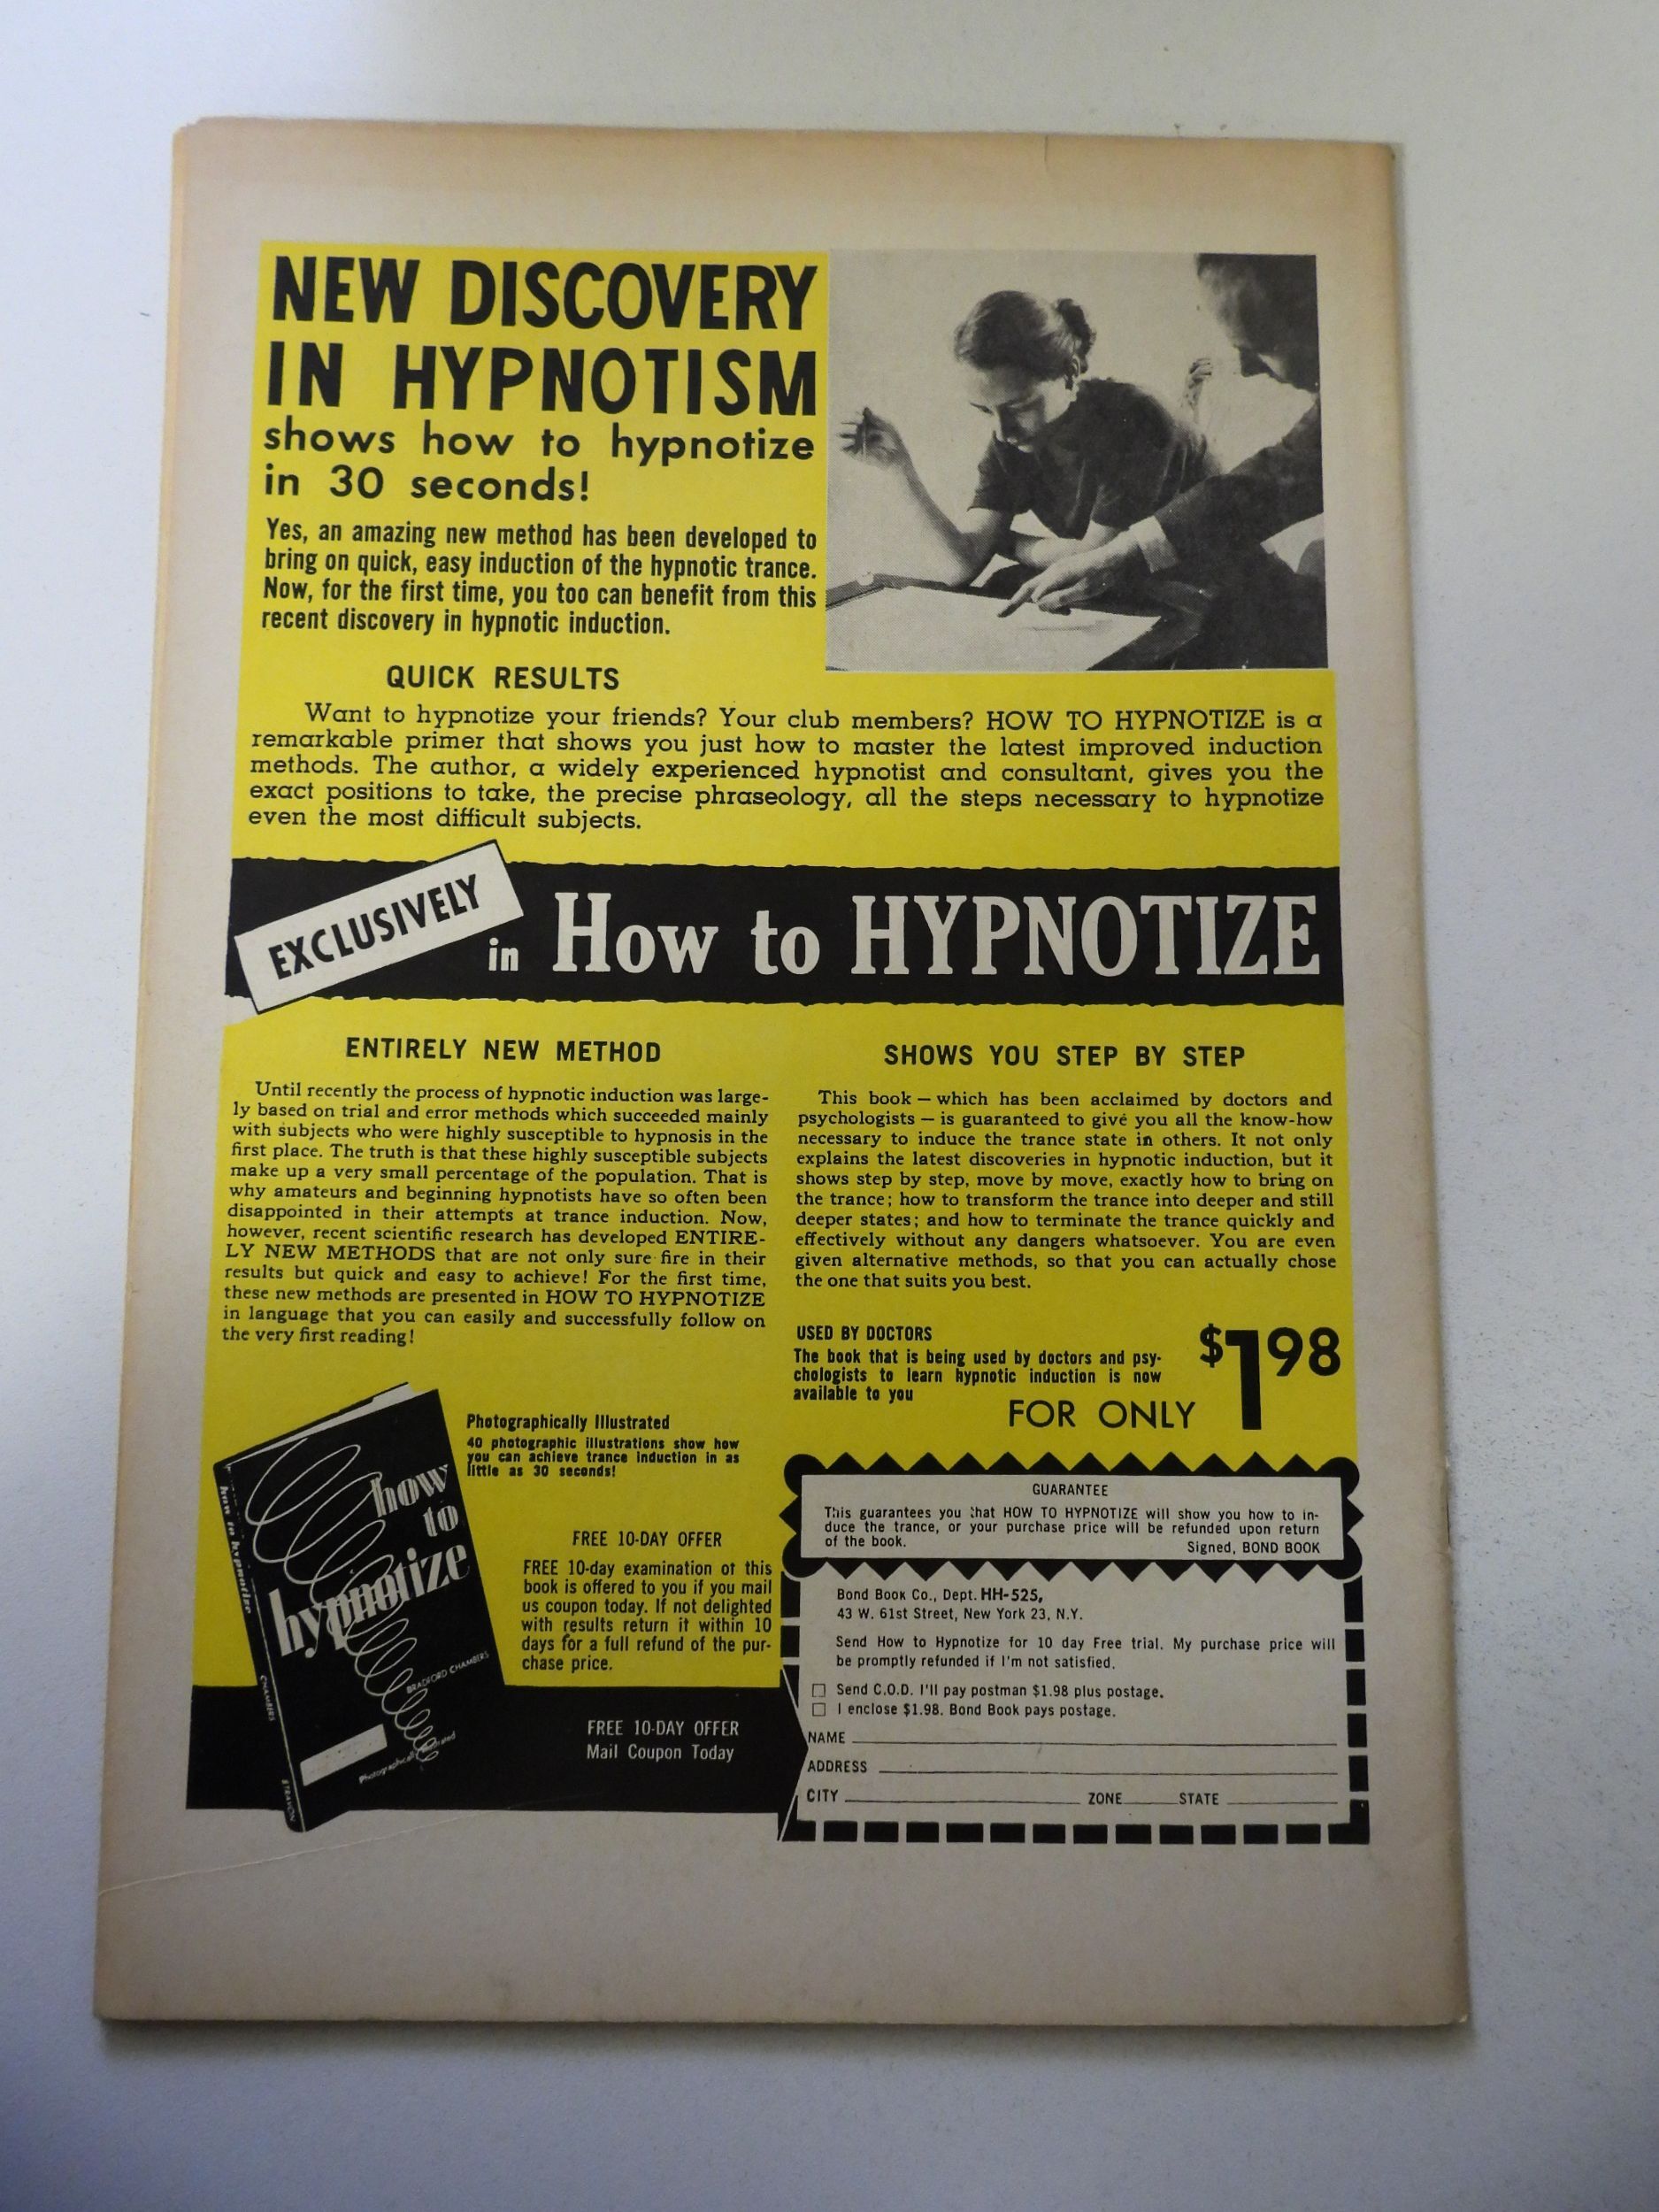 NEW DISCOVERY
IN HYPNOTISM
shows how to hypnotize
in 30 seconds!
Yes, an amazing new method has been developed to
bring on quick, easy induction of the hypnotic trance.
Now, for the first time, you too can benefit from this
recent discovery in hypnotic induction.
QUICK RESULTS
Want to hypnotize your friends? Your club members? HOW TO HYPNOTIZE is a
remarkable primer that shows you just how to master the latest improved induction
methods. The author, a widely experienced hypnotist and consultant, gives you the
exact positions to take, the precise phraseology, all the steps necessary to hypnotize
even the most difficult subjects.
EXCLUSIVELY
in How to HYPNOTIZE
ENTIRELY NEW METHOD
Until recently the process of hypnotic induction was large-
ly based on trial and error methods which succeeded mainly
with subjects who were highly susceptible to hypnosis in the
first place. The truth is that these highly susceptible subjects
make up a very small percentage of the population. That is
why amateurs and beginning hypnotists have so often been
disappointed in their attempts at trance induction. Now,
however, recent scientific research has developed ENTIRE-
LY NEW METHODS that are not only sure fire in their
results but quick and easy to achieve! For the first time,
these new methods are presented in HOW TO HYPNOTIZE
in language that you can easily and successfully follow on
the very first reading!
SHOWS YOU STEP BY STEP
This book — which has been acclaimed by doctors and
psychologists — is guaranteed to give you all the know-how
necessary to induce the trance state in others. It not only
explains the latest discoveries in hypnotic induction, but it
shows step by step, move by move, exactly how to bring on
the trance; how to transform the trance into deeper and still
deeper states; and how to terminate the trance quickly and
effectively without any dangers whatsoever. You are even
given alternative methods, so that you can actually chose
the one that suits you best.
USED BY DOCTORS
The book that is being used by doctors and psy-
chologists to learn hypnotic induction is now
available to you
FOR ONLY
$1 98
Photographically Illustrated
40 photographic illustrations show how
you can achieve trance induction in as
little as 30 seconds!
FREE 10-DAY OFFER
FREE 10-day examination of this
book is offered to you if you mail
us coupon today. If not delighted
with results return it within 10
days for a full refund of the pur-
chase price.
how
to
hypnotize
BRADFORD CHAMBERS
Photographically Illustrated
how to hypnotize
CHAMBERS
STRAVON
FREE 10-DAY OFFER
Mail Coupon Today
GUARANTEE
This guarantees you that HOW TO HYPNOTIZE will show you how to in-
duce the trance, or your purchase price will be refunded upon return
of the book.
Signed, BOND BOOK
Bond Book Co., Dept. HH-525,
43 W. 61st Street, New York 23, N.Y.
Send How to Hypnotize for 10 day Free trial. My purchase price will
be promptly refunded if I'm not satisfied.
Send C.O.D. I'll pay postman $1.98 plus postage.
I enclose $1.98. Bond Book pays postage.
NAME
ADDRESS
CITY ZONE STATE